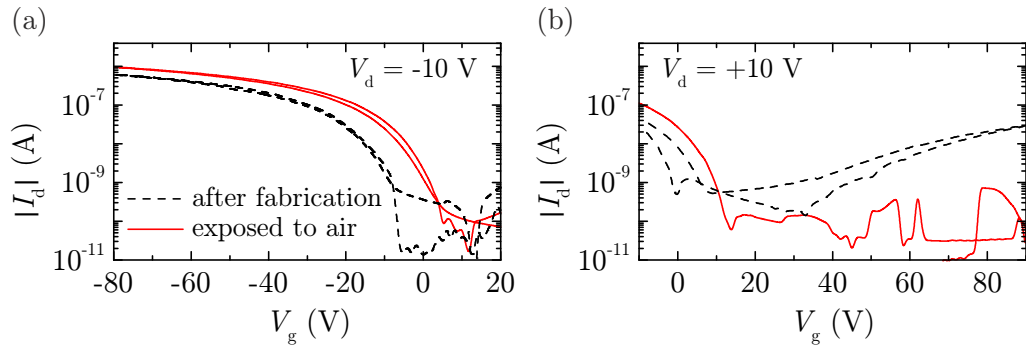 (a)
V_d = -10 V
10^-7
10^-9
10^-11
|I_d| (A)
after fabrication
exposed to air
-80 -60 -40 -20 0 20
V_g (V)
(b)
V_d = +10 V
10^-7
10^-9
10^-11
|I_d| (A)
0 20 40 60 80
V_g (V)